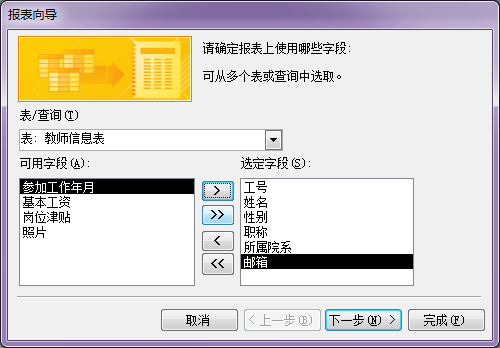 报表向导
请确定报表上使用哪些字段:
可从多个表或查询中选取。
表/查询(T)
表: 教师信息表
可用字段(A):
选定字段(S):
参加工作年月
基本工资
岗位津贴
照片
>
>>
<
<<
工号
姓名
性别
职称
所属院系
邮箱
取消
< 上一步(B)
下一步(N) >
完成(F)